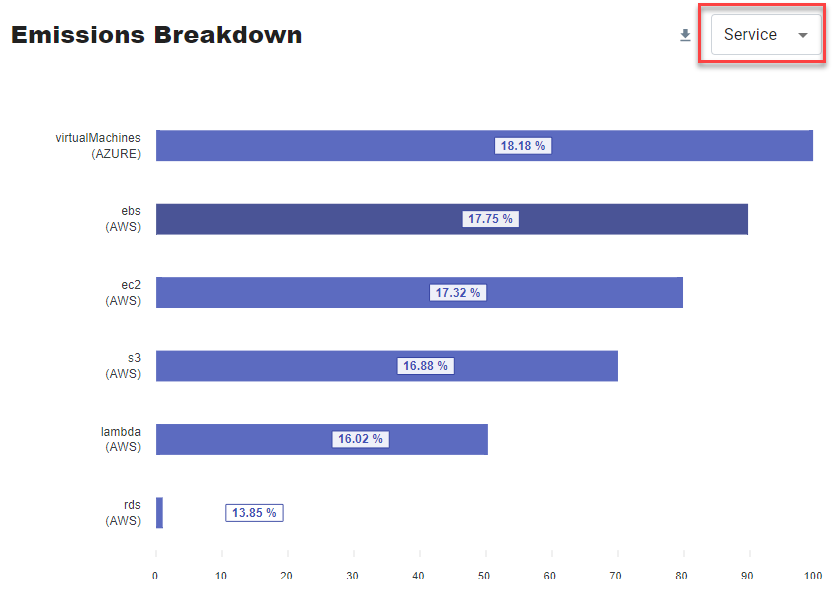 Emissions Breakdown
Service
virtualMachines
(AZURE)
18.18 %
ebs
(AWS)
17.75 %
ec2
(AWS)
17.32 %
s3
(AWS)
16.88 %
lambda
(AWS)
16.02 %
rds
(AWS)
13.85 %
0 10 20 30 40 50 60 70 80 90 100